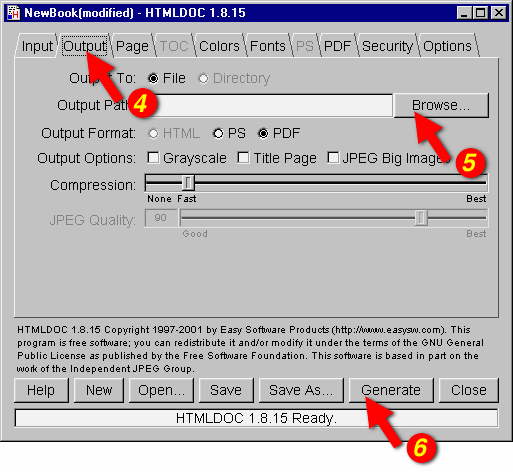 NewBook(modified) - HTMLDOC 1.8.15
Input Output Page TOC Colors Fonts PS PDF Security Options
Output To: File Directory
4
Output Path: Browse...
Output Format: HTML PS PDF
5
Output Options: Grayscale Title Page JPEG Big Images
Compression:
None Fast Best
JPEG Quality: 90
Good Best
HTMLDOC 1.8.15 Copyright 1997-2001 by Easy Software Products (http://www.easysw.com). This
program is free software; you can redistribute it and/or modify it under the terms of the GNU General
Public License as published by the Free Software Foundation. This software is based in part on the
work of the Independent JPEG Group.
Help New Open... Save Save As... Generate Close
HTMLDOC 1.8.15 Ready.
6